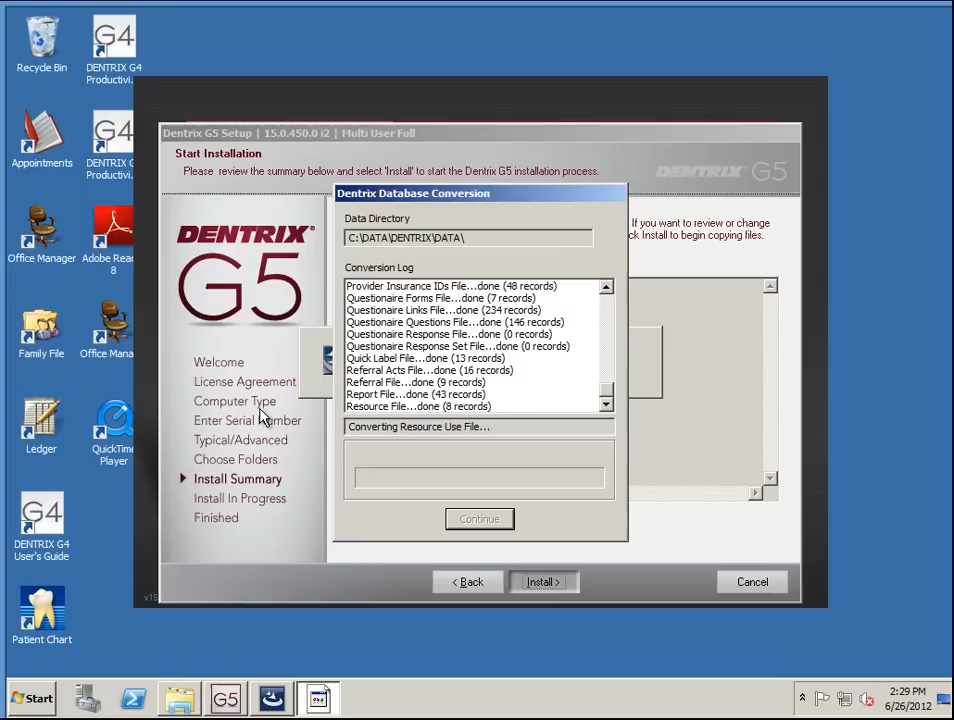 Recycle Bin
G4
DENTRIX G4
Productivi...
Appointments
G4
DENTRIX G
Productivi..
Office Manager
Adobe Rea
8
Family File
Office Mana
Ledger
QuickTime
Player
G4
DENTRIX G4
User's Guide
Patient Chart
Dentrix G5 Setup | 15.0.450.0 i2 | Multi User Full
Start Installation
Please review the summary below and select 'Install' to start the Dentrix G5 installation process.
DENTRIX G5
DENTRIX
G5
Welcome
License Agreement
Computer Type
Enter Serial Number
Typical/Advanced
Choose Folders
Install Summary
Install In Progress
Finished
If you want to review or change
ck Install to begin copying files.
Dentrix Database Conversion
Data Directory
C:\DATA\DENTRIX\DATA\
Conversion Log
Provider Insurance IDs File...done (48 records)
Questionaire Forms File...done (7 records)
Questionaire Links File...done (234 records)
Questionaire Questions File...done (146 records)
Questionaire Response File...done (0 records)
Questionaire Response Set File...done (0 records)
Quick Label File...done (13 records)
Referral Acts File...done (16 records)
Referral File...done (9 records)
Report File...done (43 records)
Resource File...done (8 records)
Converting Resource Use File...
Continue
v.15
< Back
Install >
Cancel
Start
G5
2:29 PM
6/26/2012